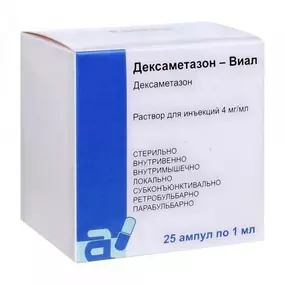 Дексаметазон – Виал
Дексаметазон
Раствор для инъекций 4 мг/мл
СТЕРИЛЬНО
ВНУТРИВЕННО
ВНУТРИМЫШЕЧНО
ЛОКАЛЬНО
СУБКОНЪЮНКТИВАЛЬНО
РЕТРОБУЛЬБАРНО
ПАРАБУЛЬБАРНО
25 ампул по 1 мл